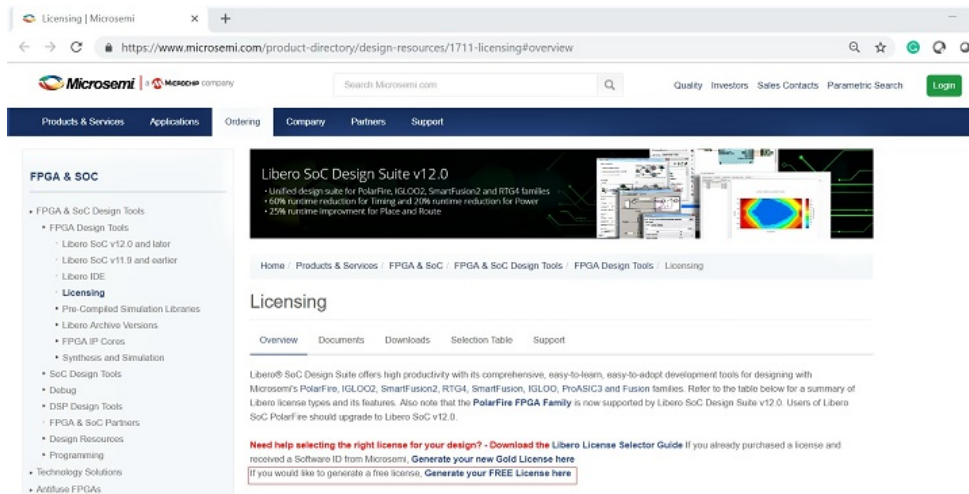 Licensing | Microsemi
https://www.microsemi.com/product-directory/design-resources/1711-licensing#overview
Microsemi a MICROCHIP company
Search Microsemi com
Quality Investors Sales Contacts Parametric Search Login
Products & Services Applications Ordering Company Partners Support
FPGA & SOC
FPGA & SoC Design Tools
FPGA Design Tools
Libero SoC v12.0 and later
Libero SoC v11.9 and earlier
Libero IDE
Licensing
Pre-Compiled Simulation Libraries
Libero Archive Versions
FPGA IP Cores
Synthesis and Simulation
SoC Design Tools
Debug
DSP Design Tools
FPGA & SoC Partners
Design Resources
Programming
Technology Solutions
Antifuse FPGAs
Libero SoC Design Suite v12.0
• Unified design suite for PolarFire, IGLOO2, SmartFusion2 and RTG4 families
• 60% runtime reduction for Timing and 20% runtime reduction for Power
• 25% runtime improvment for Place and Route
Home / Products & Services / FPGA & SoC / FPGA & SoC Design Tools / FPGA Design Tools / Licensing
Licensing
Overview Documents Downloads Selection Table Support
Libero® SoC Design Suite offers high productivity with its comprehensive, easy-to-learn, easy-to-adopt development tools for designing with
Microsemi's PolarFire, IGLOO2, SmartFusion2, RTG4, SmartFusion, IGLOO, ProASIC3 and Fusion families. Refer to the table below for a summary of
Libero license types and its features. Also note that the PolarFire FPGA Family is now supported by Libero SoC Design Suite v12.0. Users of Libero
SoC PolarFire should upgrade to Libero SoC v12.0.
Need help selecting the right license for your design? - Download the Libero License Selector Guide If you already purchased a license and
received a Software ID from Microsemi, Generate your new Gold License here
If you would like to generate a free license, Generate your FREE License here